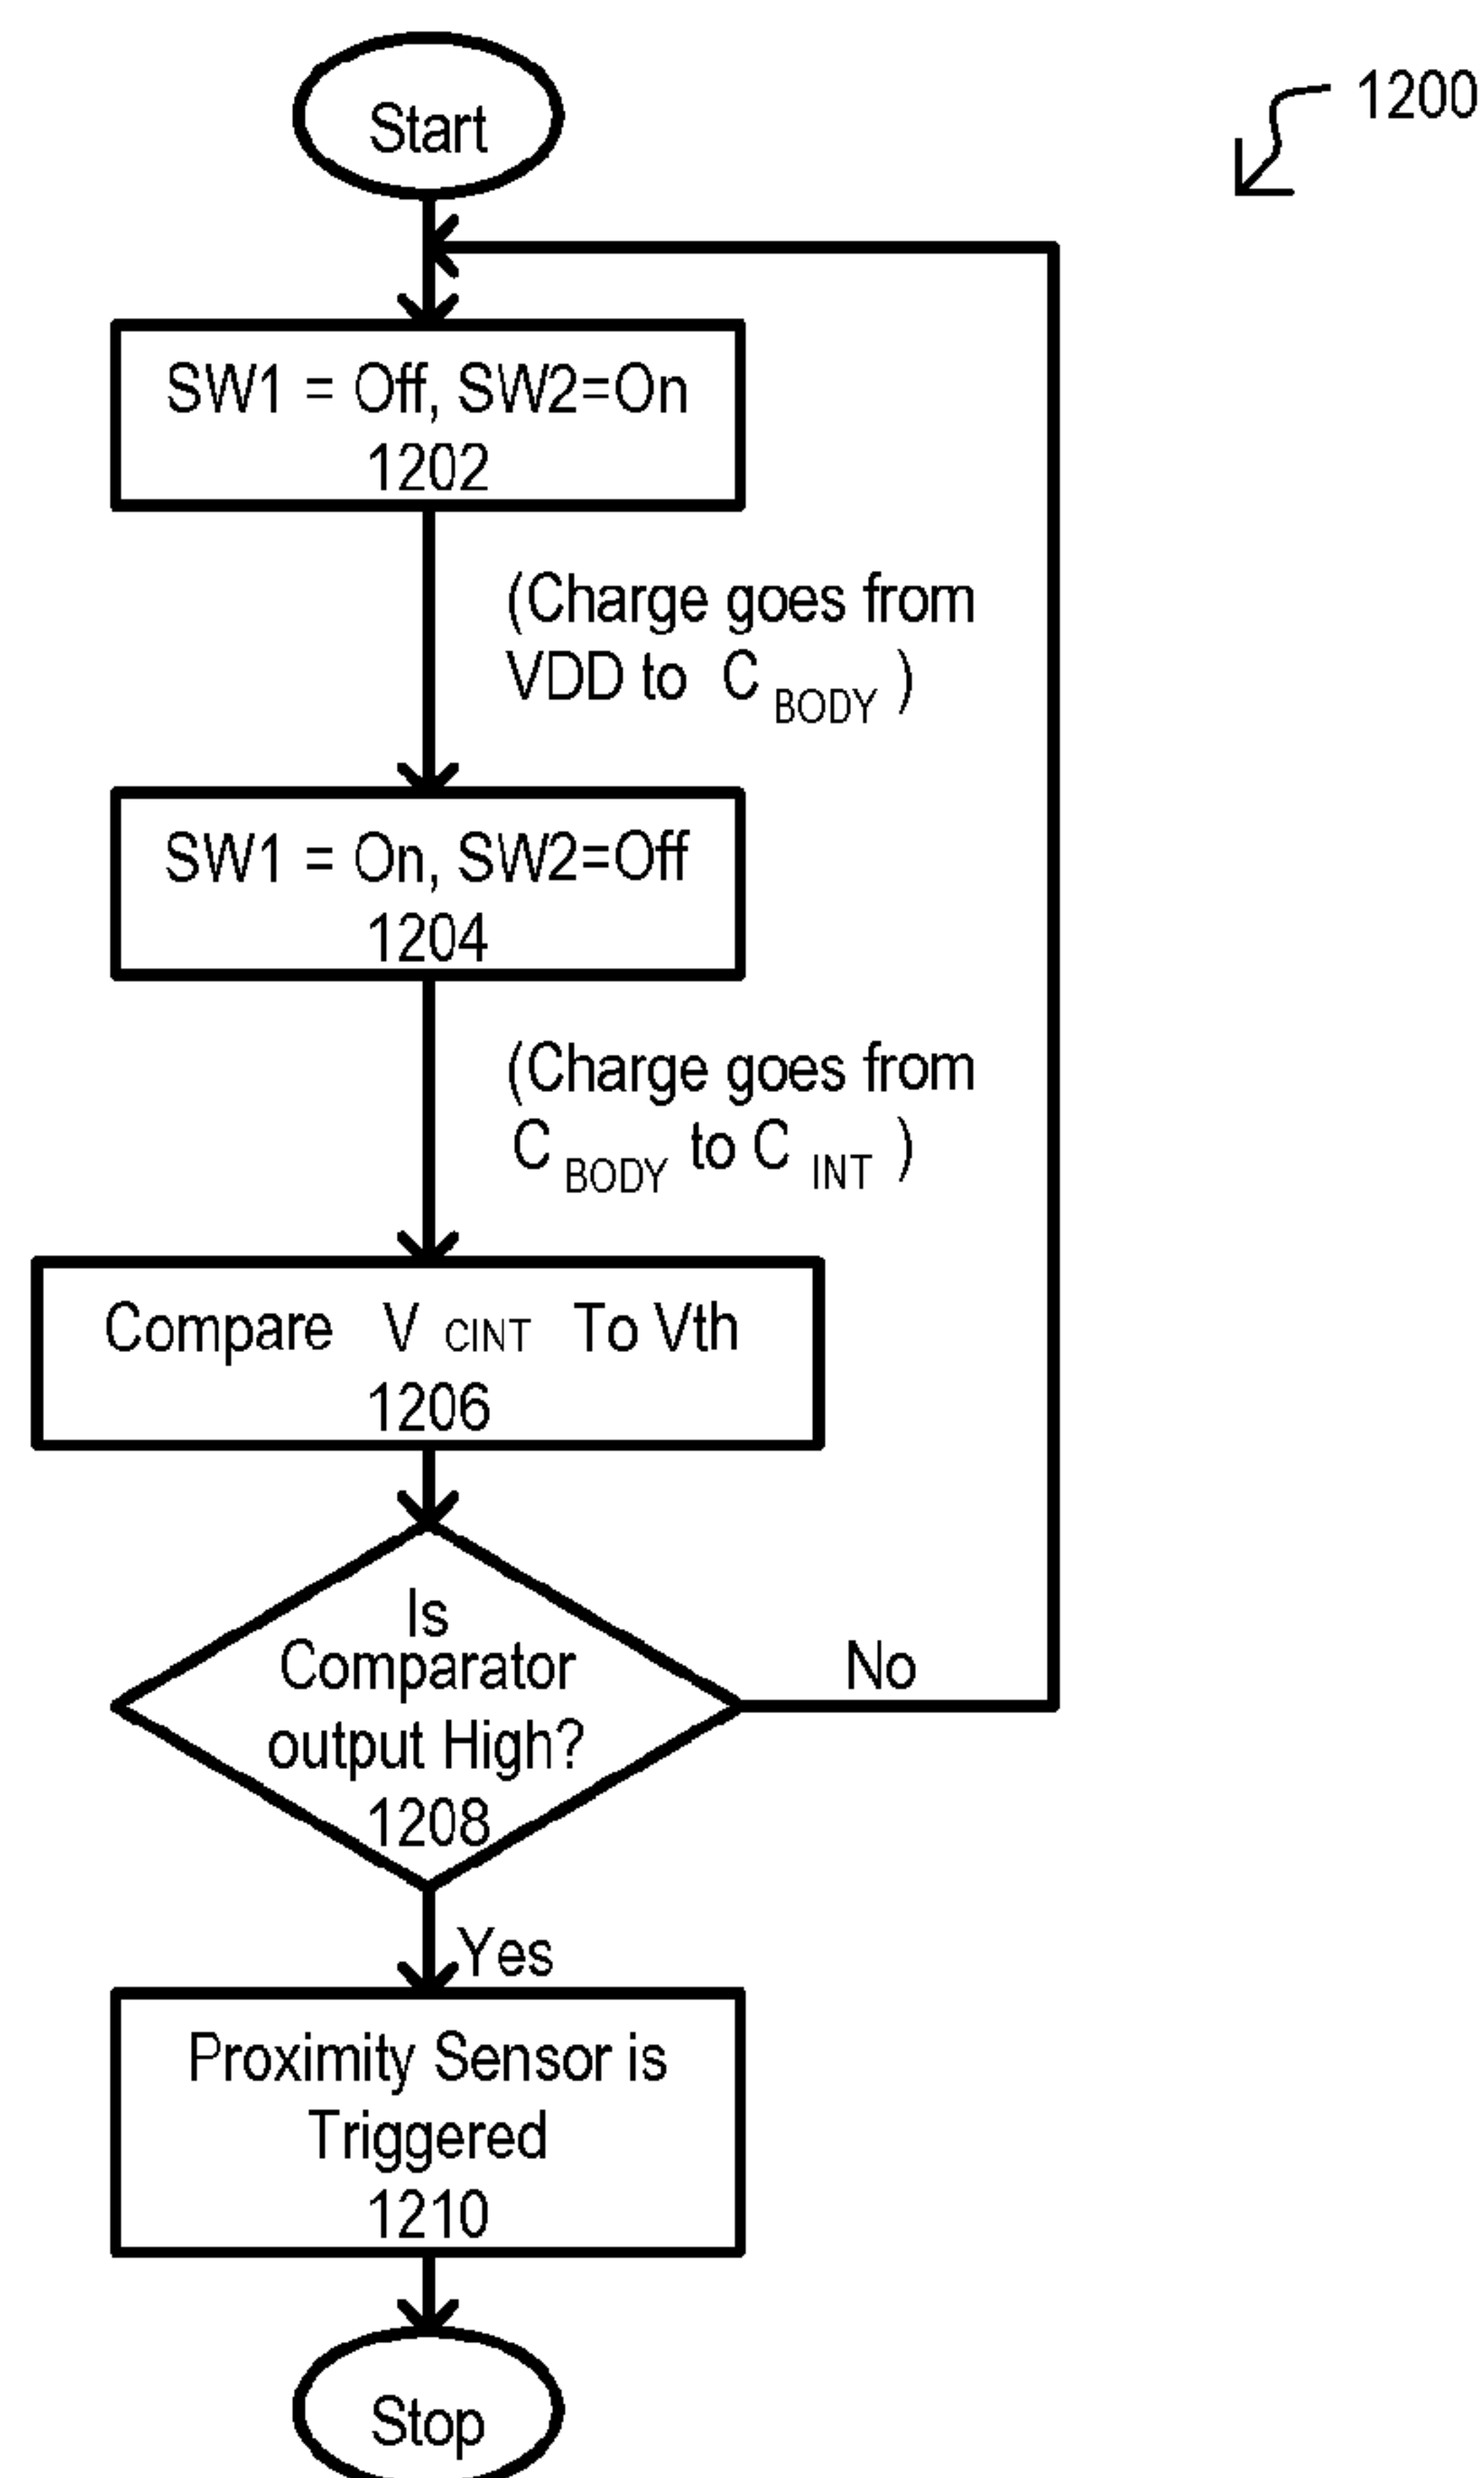 Start
1200
SW1 = Off, SW2=On
1202
(Charge goes from
VDD to C BODY )
SW1 = On, SW2=Off
1204
(Charge goes from
C BODY to C INT )
Compare V CINT To Vth
1206
Is
Comparator
output High?
1208
No
Yes
Proximity Sensor is
Triggered
1210
Stop